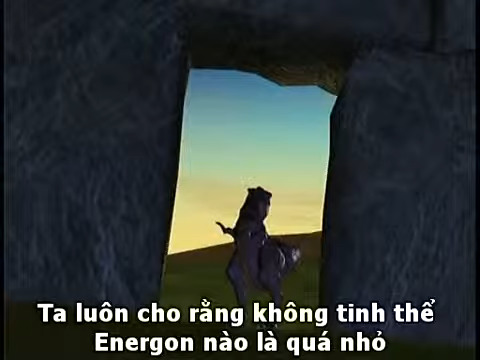 Ta luôn cho rằng không tinh thể
Energon nào là quá nhỏ